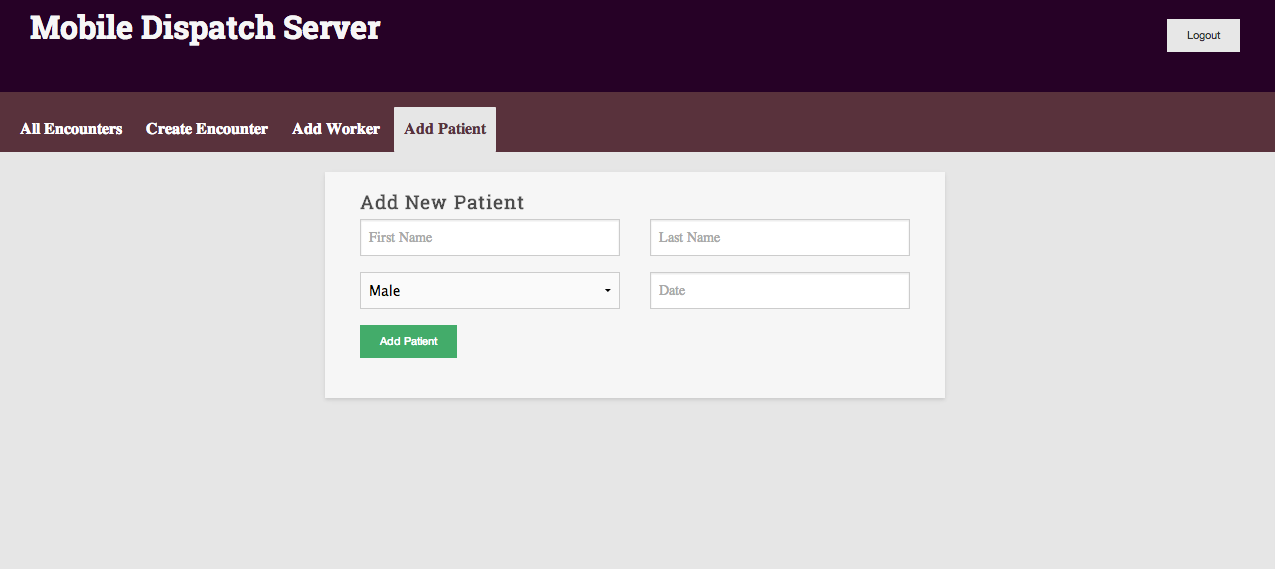 Mobile Dispatch Server
Logout
All Encounters Create Encounter Add Worker Add Patient
Add New Patient
First Name Last Name
Male Date
Add Patient